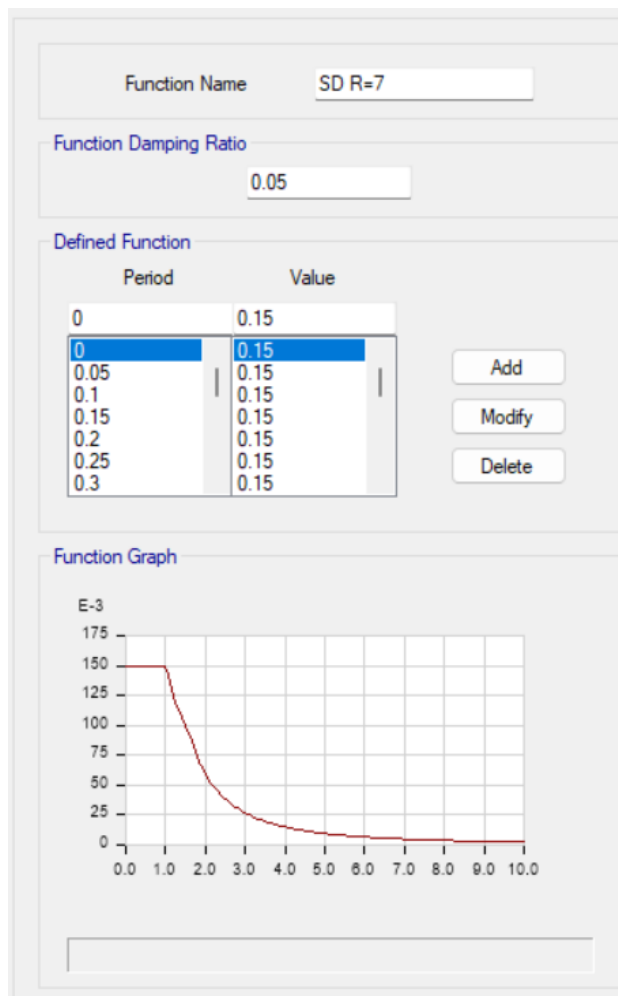 Function Name SD R=7
Function Damping Ratio
0.05
Defined Function
Period Value
0 0.15
0 0.15
0.05 0.15
0.1 0.15
0.15 0.15
0.2 0.15
0.25 0.15
0.3 0.15
Add
Modify
Delete
Function Graph
E-3
175
150
125
100
75
50
25
0
0.0 1.0 2.0 3.0 4.0 5.0 6.0 7.0 8.0 9.0 10.0